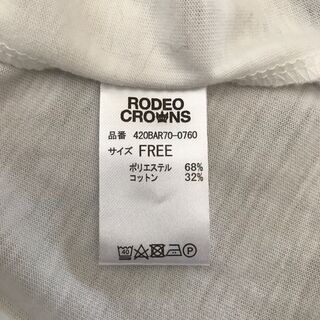 RODEO
CROWNS
品番 420BAR70-0760
サイズ FREE
ポリエステル 68%
コットン 32%
40 P